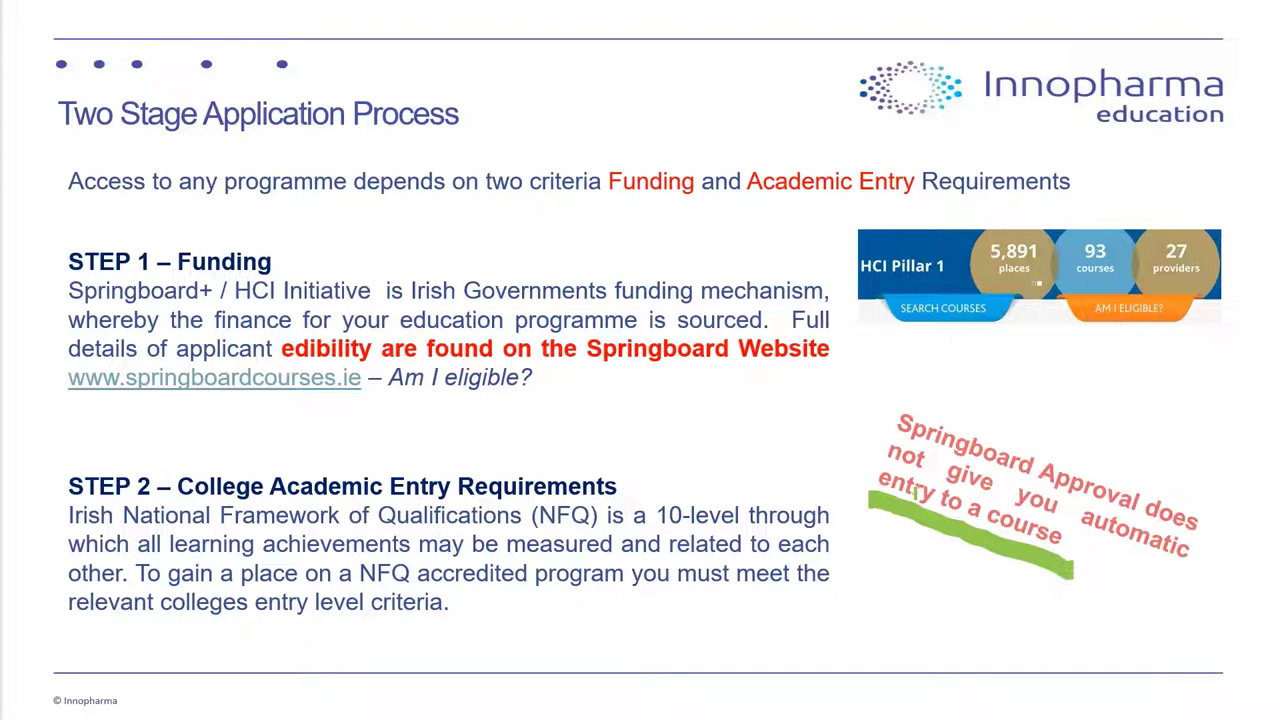 Innopharma
education
Two Stage Application Process
Access to any programme depends on two criteria Funding and Academic Entry Requirements
STEP 1 – Funding
Springboard+ / HCI Initiative is Irish Governments funding mechanism,
whereby the finance for your education programme is sourced. Full
details of applicant edibility are found on the Springboard Website
www.springboardcourses.ie – Am I eligible?
HCI Pillar 1
5,891
places
93
courses
27
providers
SEARCH COURSES
AM I ELIGIBLE?
Springboard Approval does
not give you automatic
entry to a course
STEP 2 – College Academic Entry Requirements
Irish National Framework of Qualifications (NFQ) is a 10-level through
which all learning achievements may be measured and related to each
other. To gain a place on a NFQ accredited program you must meet the
relevant colleges entry level criteria.
© Innopharma